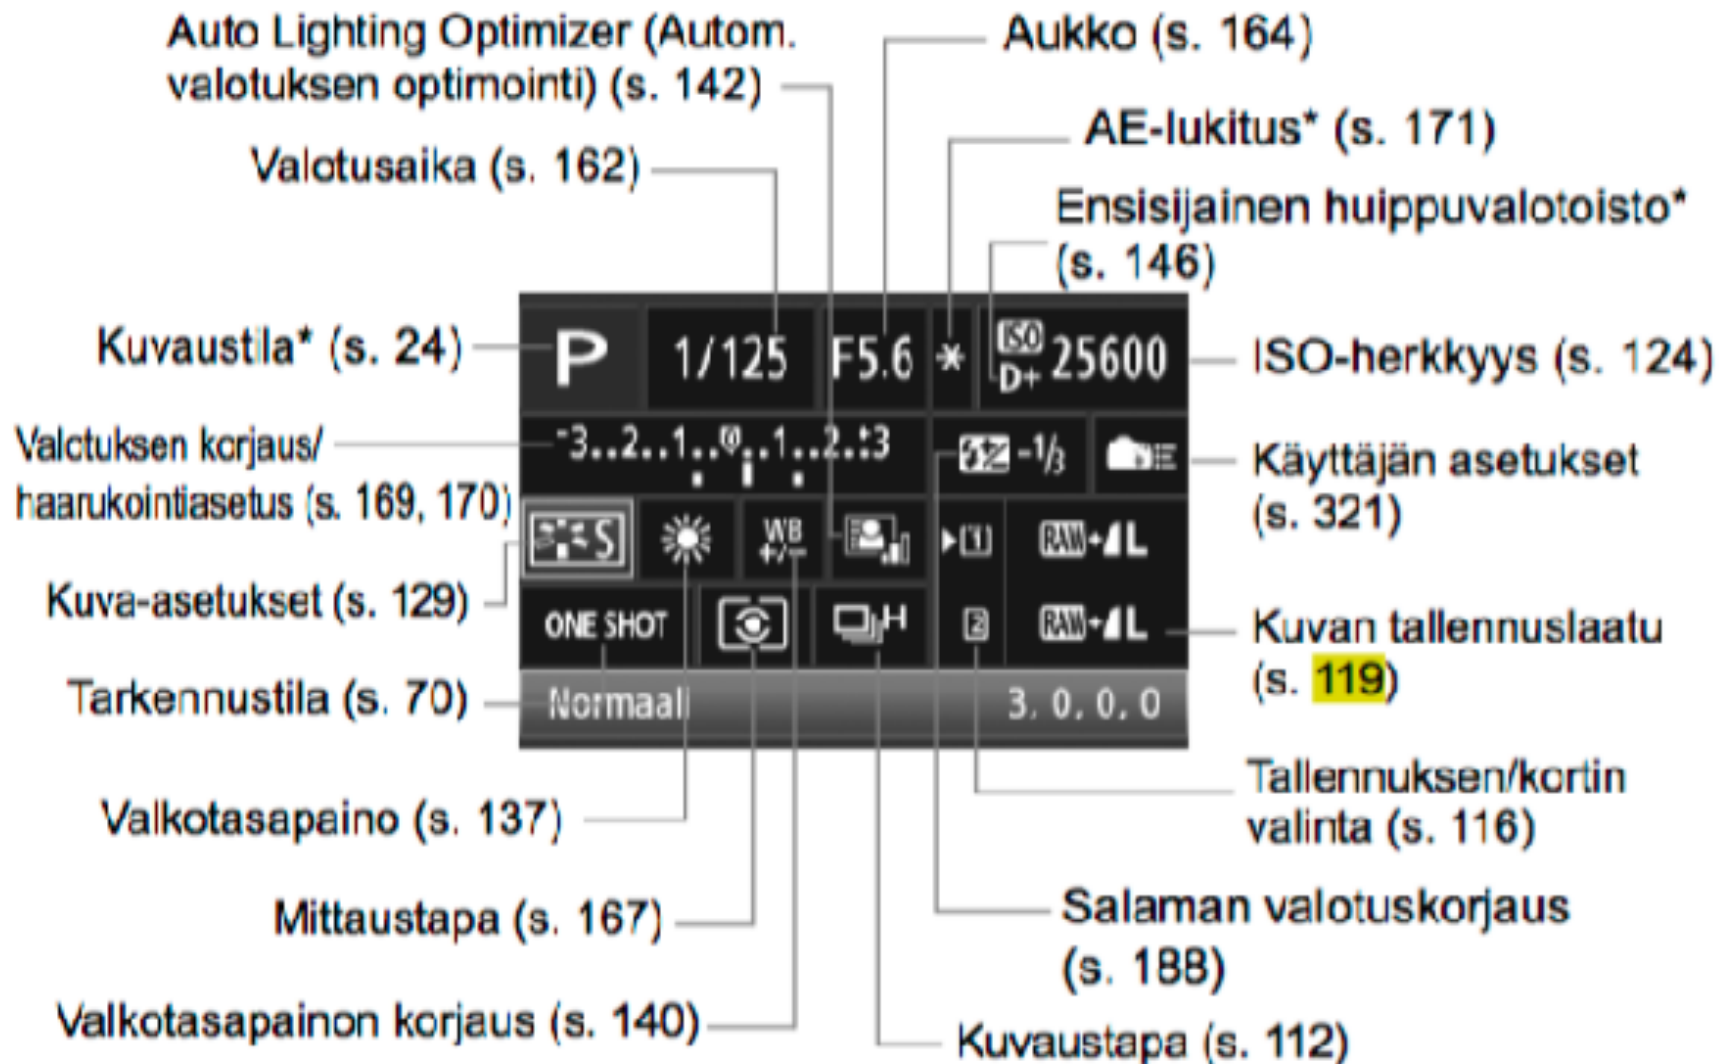 Auto Lighting Optimizer (Autom.
valotuksen optimointi) (s. 142)
Aukko (s. 164)
AE-lukitus* (s. 171)
Valotusaika (s. 162)
Ensisijainen huippuvalotoisto*
(s. 146)
Kuvaustila* (s. 24)
P 1/125 F5.6 * ISO D+ 25600
ISO-herkkyys (s. 124)
Valotuksen korjaus/
haarukointiasetus (s. 169, 170)
-3..2..1..0..1..2.:+3
-1/3
Käyttäjän asetukset
(s. 321)
S WB +/- 1 RAW+L
Kuva-asetukset (s. 129)
ONE SHOT H 2 RAW+L
Kuvan tallennuslaatu
(s. 119)
Tarkennustila (s. 70)
Normaali 3, 0, 0, 0
Tallennuksen/kortin
valinta (s. 116)
Valkotasapaino (s. 137)
Mittaustapa (s. 167)
Salaman valotuskorjaus
(s. 188)
Valkotasapainon korjaus (s. 140)
Kuvaustapa (s. 112)